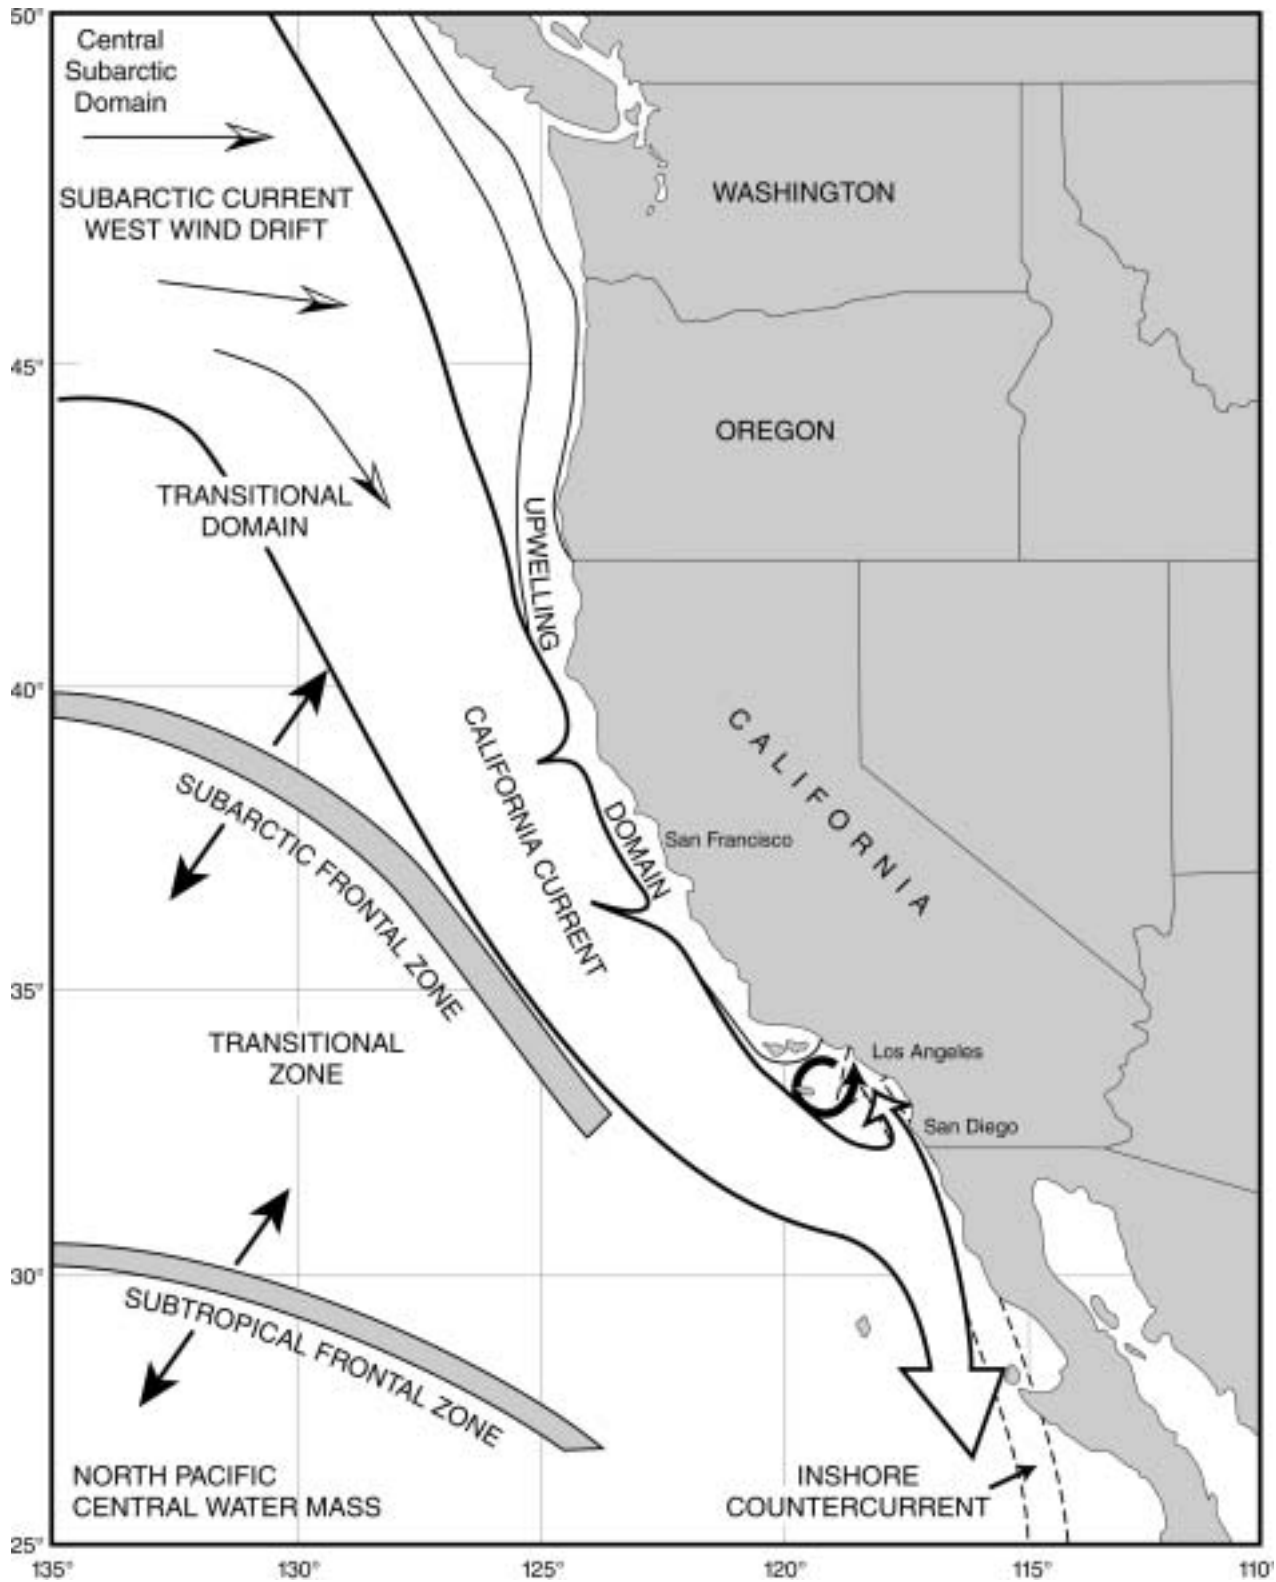 50°
Central
Subarctic
Domain
SUBARCTIC CURRENT
WEST WIND DRIFT
WASHINGTON
45°
OREGON
TRANSITIONAL
DOMAIN
UPWELLING
40°
CALIFORNIA CURRENT
CALIFORNIA
SUBARCTIC FRONTAL ZONE
DOMAIN
San Francisco
35°
TRANSITIONAL
ZONE
Los Angeles
San Diego
30°
SUBTROPICAL FRONTAL ZONE
NORTH PACIFIC
CENTRAL WATER MASS
INSHORE
COUNTERCURRENT
25°
135°
130°
125°
120°
115°
110°